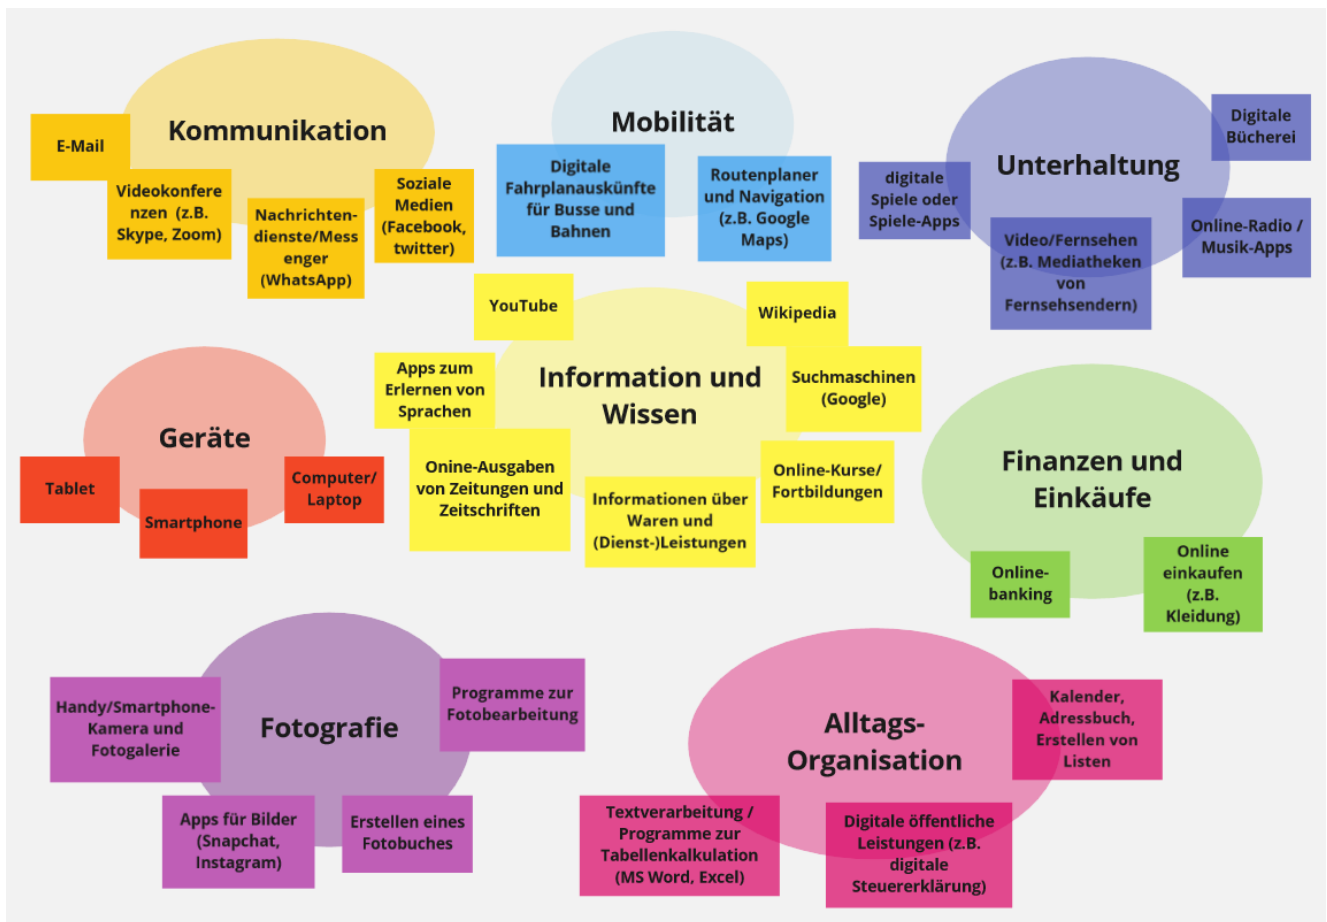 Kommunikation
E-Mail
Videokonfere
nzen (z.B.
Skype, Zoom)
Nachrichten-
dienste/Mess
enger
(WhatsApp)
Soziale
Medien
(Facebook,
twitter)
Mobilität
Digitale
Fahrplanauskünfte
für Busse und
Bahnen
Routenplaner
und Navigation
(z.B. Google
Maps)
Unterhaltung
Digitale
Bücherei
digitale
Spiele oder
Spiele-Apps
Video/Fernsehen
(z.B. Mediatheken
von
Fernsehsendern)
Online-Radio /
Musik-Apps
Geräte
Tablet
Smartphone
Computer/
Laptop
Information und
Wissen
YouTube
Wikipedia
Apps zum
Erlernen von
Sprachen
Suchmaschinen
(Google)
Onine-Ausgaben
von Zeitungen und
Zeitschriften
Informationen über
Waren und
(Dienst-)Leistungen
Online-Kurse/
Fortbildungen
Finanzen und
Einkäufe
Online-
banking
Online
einkaufen
(z.B.
Kleidung)
Fotografie
Handy/Smartphone-
Kamera und
Fotogalerie
Programme zur
Fotobearbeitung
Apps für Bilder
(Snapchat,
Instagram)
Erstellen eines
Fotobuches
Alltags-
Organisation
Kalender,
Adressbuch,
Erstellen von
Listen
Textverarbeitung /
Programme zur
Tabellenkalkulation
(MS Word, Excel)
Digitale öffentliche
Leistungen (z.B.
digitale
Steuererklärung)